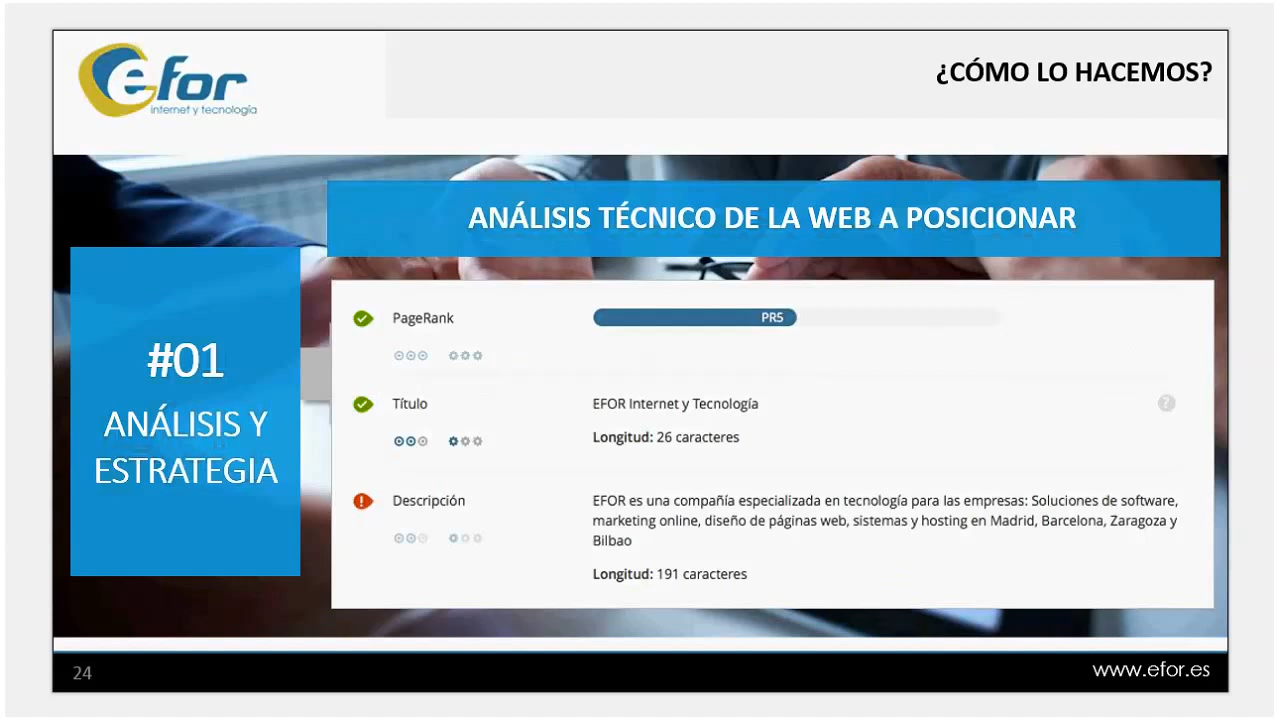 efor
internet y tecnología
¿CÓMO LO HACEMOS?
ANÁLISIS TÉCNICO DE LA WEB A POSICIONAR
#01
ANÁLISIS Y
ESTRATEGIA
PageRank
PR5
Título
EFOR Internet y Tecnología
?
Longitud: 26 caracteres
Descripción
EFOR es una compañía especializada en tecnología para las empresas: Soluciones de software,
marketing online, diseño de páginas web, sistemas y hosting en Madrid, Barcelona, Zaragoza y
Bilbao
Longitud: 191 caracteres
24
www.efor.es